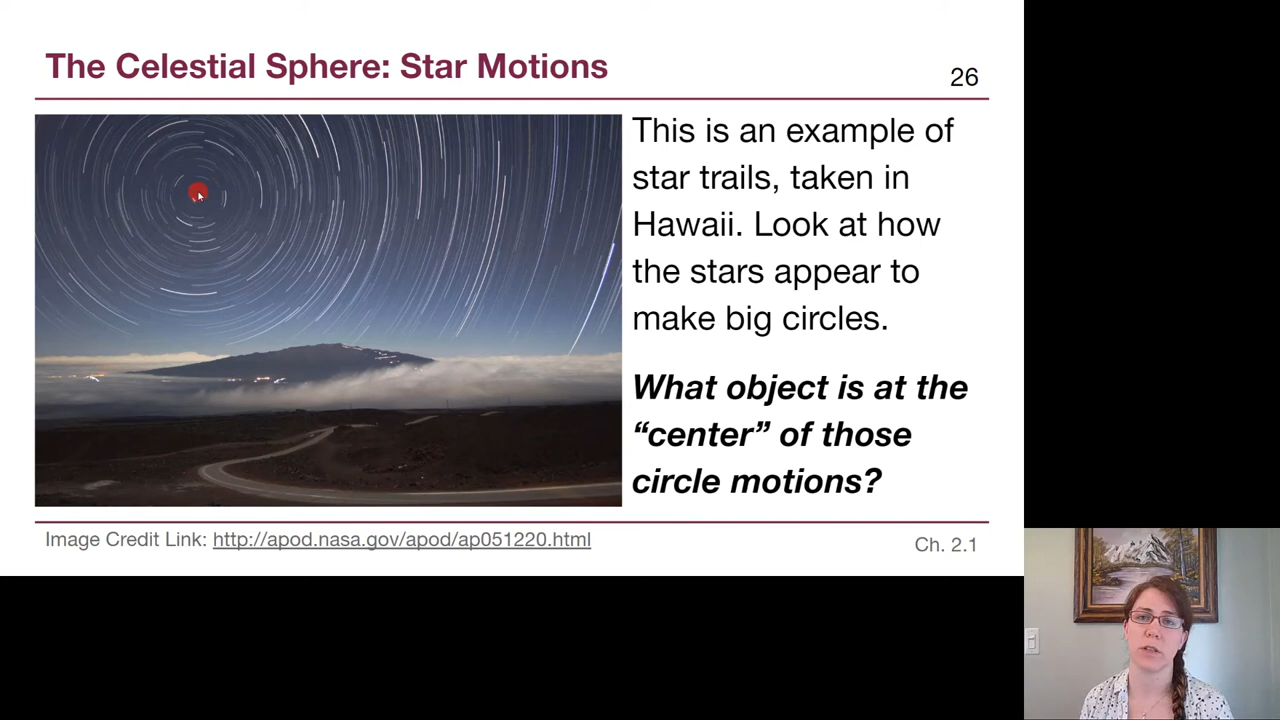 The Celestial Sphere: Star Motions
26
This is an example of
star trails, taken in
Hawaii. Look at how
the stars appear to
make big circles.
What object is at the
“center” of those
circle motions?
Image Credit Link: http://apod.nasa.gov/apod/ap051220.html
Ch. 2.1